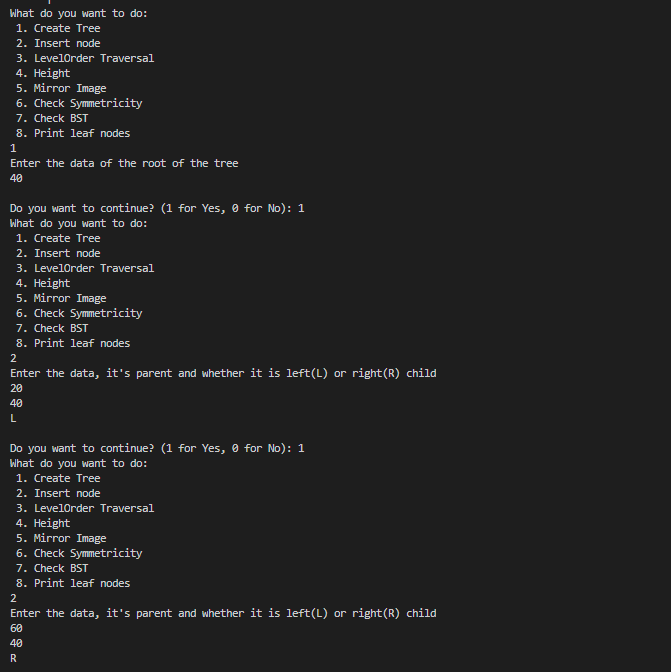 What do you want to do:
1. Create Tree
2. Insert node
3. LevelOrder Traversal
4. Height
5. Mirror Image
6. Check Symmetricity
7. Check BST
8. Print leaf nodes
1
Enter the data of the root of the tree
40
Do you want to continue? (1 for Yes, 0 for No): 1
What do you want to do:
1. Create Tree
2. Insert node
3. LevelOrder Traversal
4. Height
5. Mirror Image
6. Check Symmetricity
7. Check BST
8. Print leaf nodes
2
Enter the data, it's parent and whether it is left(L) or right(R) child
20
40
L
Do you want to continue? (1 for Yes, 0 for No): 1
What do you want to do:
1. Create Tree
2. Insert node
3. LevelOrder Traversal
4. Height
5. Mirror Image
6. Check Symmetricity
7. Check BST
8. Print leaf nodes
2
Enter the data, it's parent and whether it is left(L) or right(R) child
60
40
R